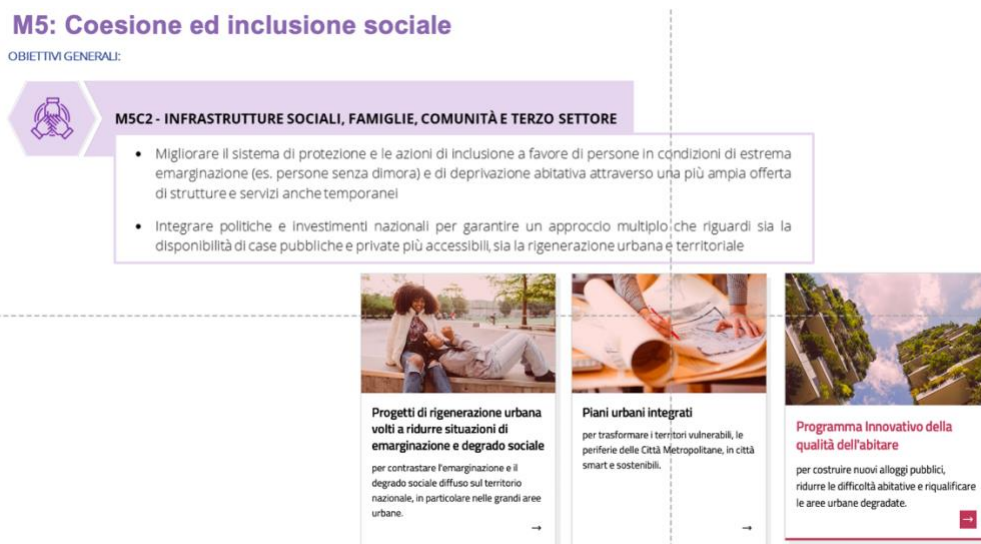 M5: Coesione ed inclusione sociale
OBIETTIVI GENERALI:
M5C2 - INFRASTRUTTURE SOCIALI, FAMIGLIE, COMUNITÀ E TERZO SETTORE
• Migliorare il sistema di protezione e le azioni di inclusione a favore di persone in condizioni di estrema
emarginazione (es. persone senza dimora) e di deprivazione abitativa attraverso una più ampia offerta
di strutture e servizi anche temporanei
• Integrare politiche e investimenti nazionali per garantire un approccio multiplo che riguardi sia la
disponibilità di case pubbliche e private più accessibili, sia la rigenerazione urbana e territoriale
Progetti di rigenerazione urbana
volti a ridurre situazioni di
emarginazione e degrado sociale
per contrastare l'emarginazione e il
degrado sociale diffuso sul territorio
nazionale, in particolare nelle grandi aree
urbane.
→
Piani urbani integrati
per trasformare i territori vulnerabili, le
periferie delle Città Metropolitane, in città
smart e sostenibili.
→
Programma Innovativo della
qualità dell'abitare
per costruire nuovi alloggi pubblici,
ridurre le difficoltà abitative e riqualificare
le aree urbane degradate.
→